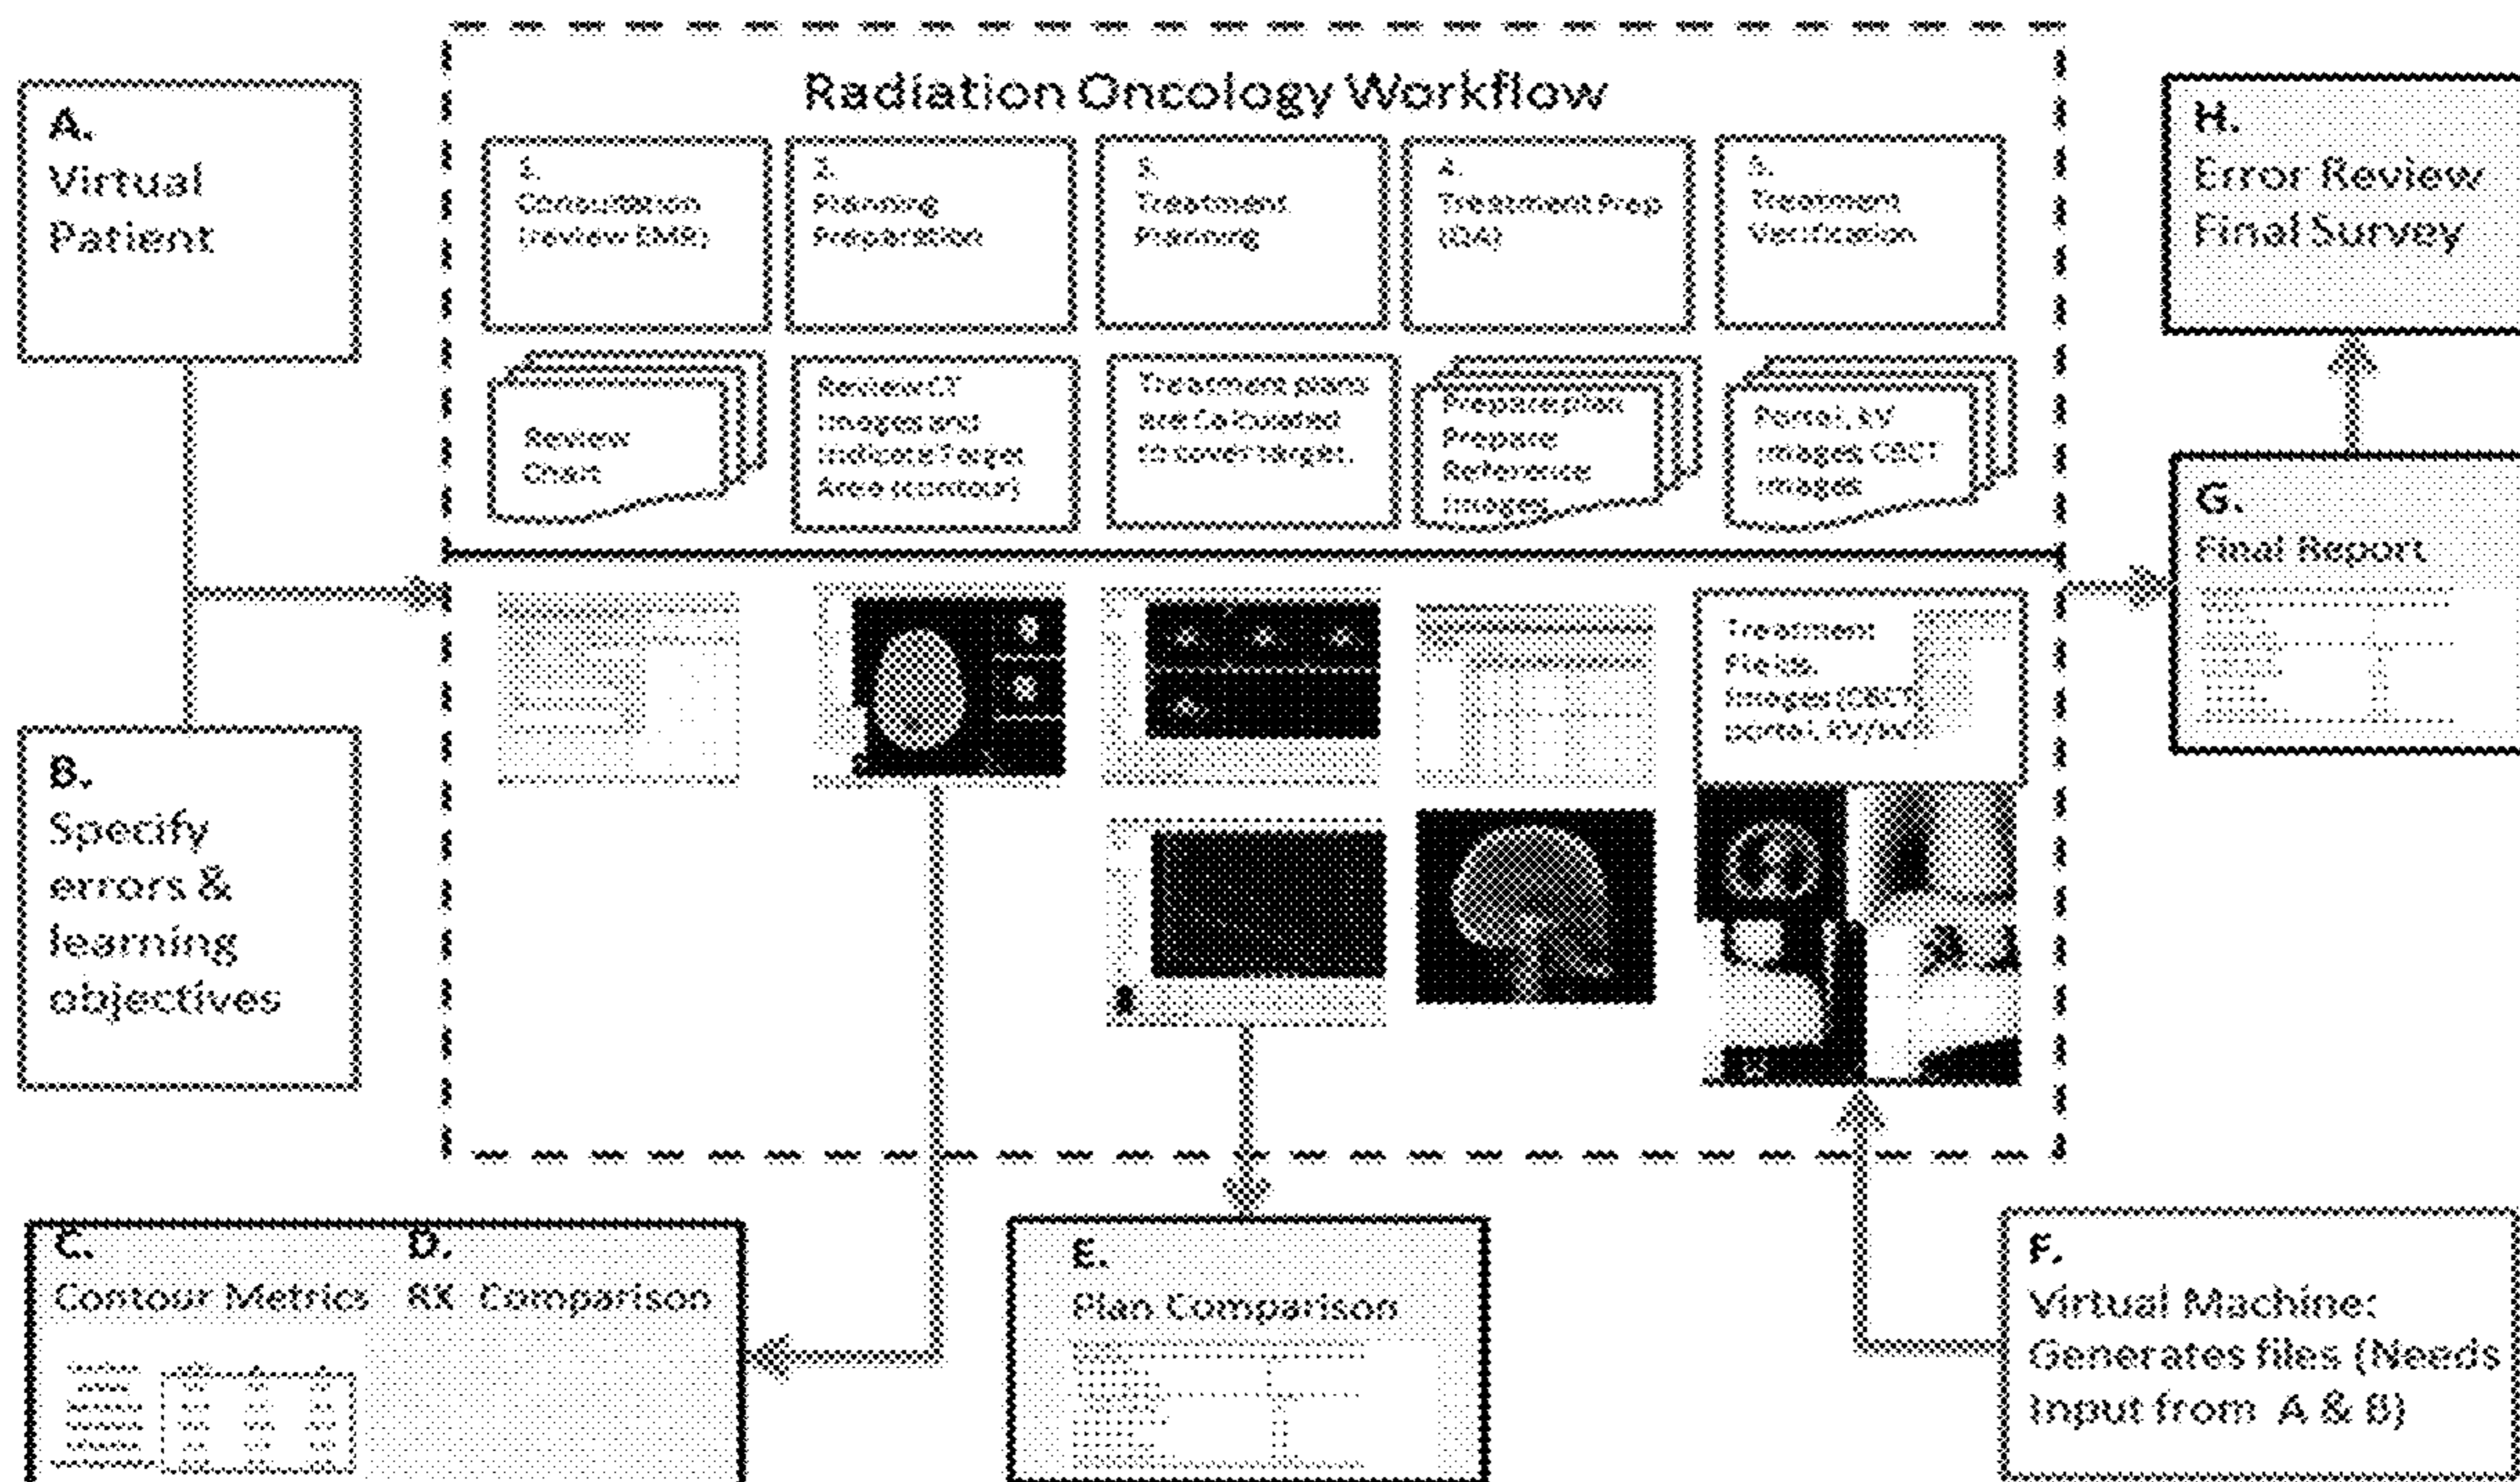 Radiation Oncology Workflow
A.
Virtual
Patient
1.
Consultation
(review EMR)
2.
Planning
Preparation
3.
Treatment
Planning
4.
Treatment Prep
(QA)
5.
Treatment
Verification
Review
Chart
Review CT
Images and
Indicate Target
Area (contour)
Treatment plans
are Calculated
to cover target.
Prepare plan
Prepare
Reference
Images
Portal, KV
Images CBCT
Images
H.
Error Review
Final Survey
G.
Final Report
B.
Specify
errors &
learning
objectives
Treatment
Fields,
Images (CBCT
portal, KV/
C.
Contour Metrics
D.
RX Comparison
E.
Plan Comparison
F.
Virtual Machine:
Generates files (Needs
Input from A & B)